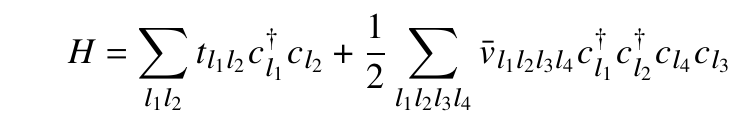 H = \sum_{l_1 l_2} t_{l_1 l_2} c^\dagger_{l_1} c_{l_2} + \frac{1}{2} \sum_{l_1 l_2 l_3 l_4} \bar{v}_{l_1 l_2 l_3 l_4} c^\dagger_{l_1} c^\dagger_{l_2} c_{l_4} c_{l_3}